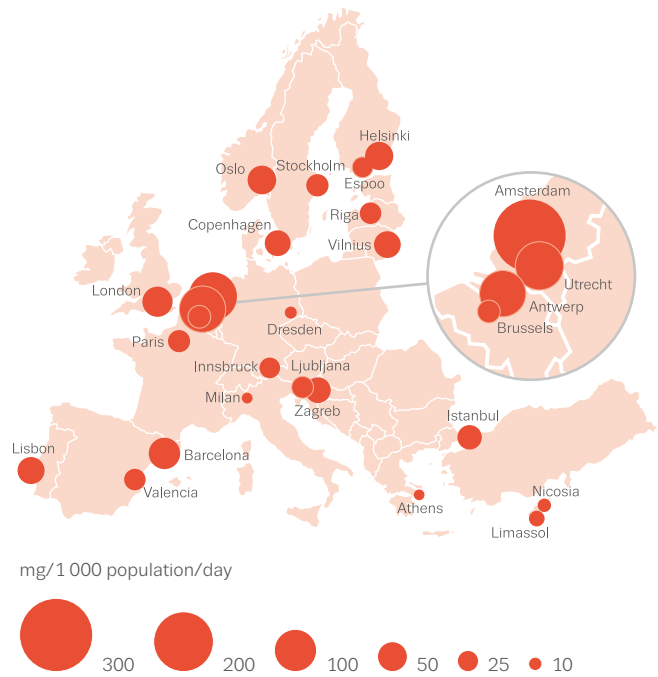 Helsinki
Oslo
Stockholm
Espoo
Amsterdam
Riga
Copenhagen
Vilnius
Utrecht
London
Antwerp
Brussels
Dresden
Paris
Innsbruck
Ljubljana
Milan
Zagreb
Istanbul
Lisbon
Barcelona
Valencia
Nicosia
Athens
Limassol
mg/1 000 population/day
300
200
100
50
25
10